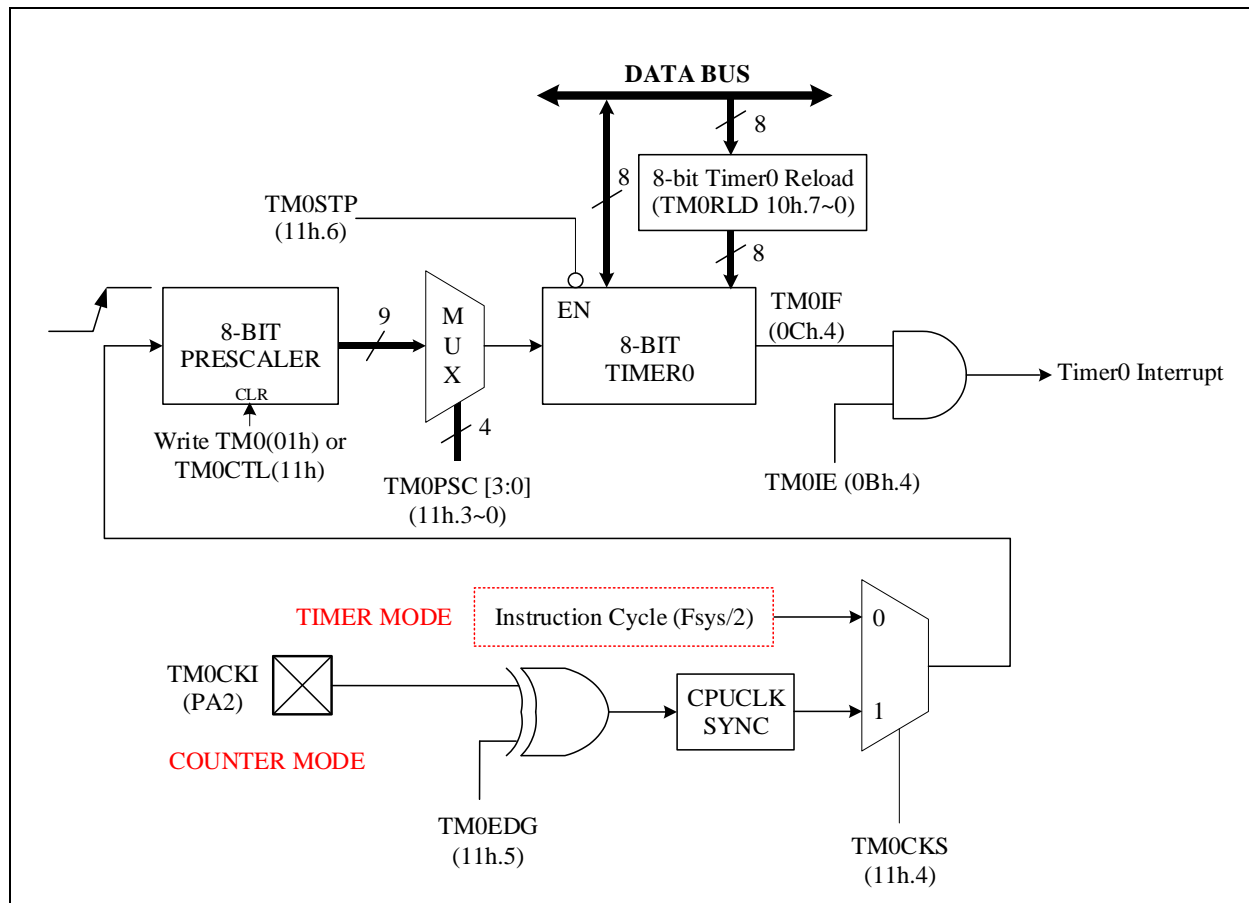 DATA BUS
8
8-bit Timer0 Reload
(TM0RLD 10h.7~0)
8
8
TM0STP
(11h.6)
EN
8-BIT
TIMER0
TM0IF
(0Ch.4)
8-BIT
PRESCALER
CLR
9
M
U
X
Timer0 Interrupt
Write TM0(01h) or
TM0CTL(11h)
4
TM0PSC [3:0]
(11h.3~0)
TM0IE (0Bh.4)
TIMER MODE
Instruction Cycle (Fsys/2)
0
TM0CKI
(PA2)
CPUCLK
SYNC
1
COUNTER MODE
TM0EDG
(11h.5)
TM0CKS
(11h.4)